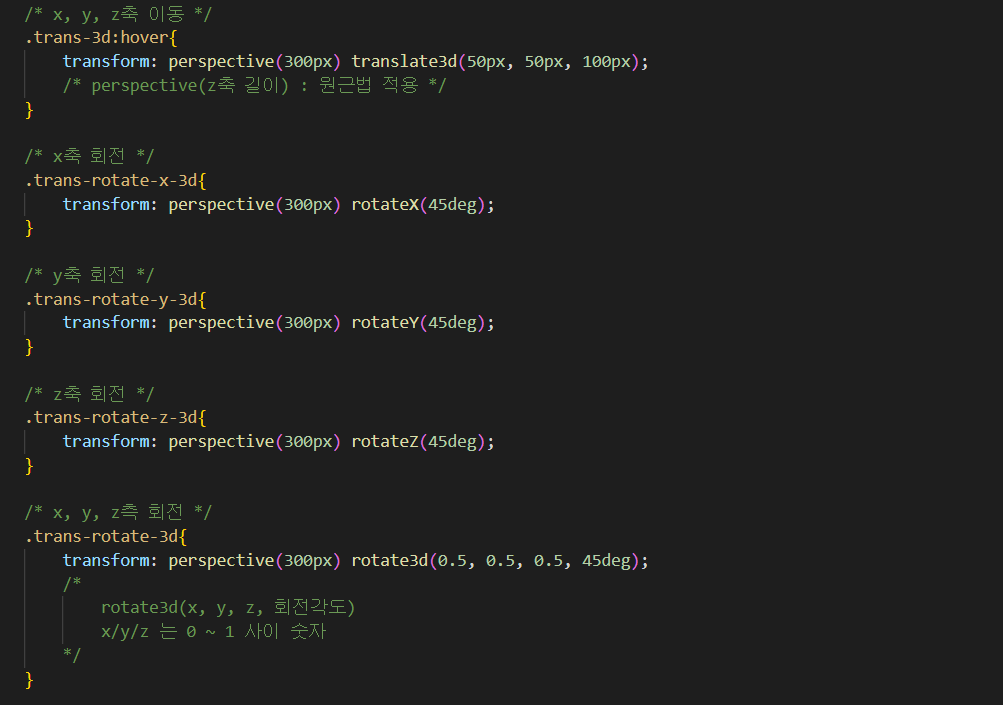 /* x, y, z축 이동 */
.trans-3d:hover{
transform: perspective(300px) translate3d(50px, 50px, 100px);
/* perspective(z축 길이) : 원근법 적용 */
}
/* x축 회전 */
.trans-rotate-x-3d{
transform: perspective(300px) rotateX(45deg);
}
/* y축 회전 */
.trans-rotate-y-3d{
transform: perspective(300px) rotateY(45deg);
}
/* z축 회전 */
.trans-rotate-z-3d{
transform: perspective(300px) rotateZ(45deg);
}
/* x, y, z측 회전 */
.trans-rotate-3d{
transform: perspective(300px) rotate3d(0.5, 0.5, 0.5, 45deg);
/*
rotate3d(x, y, z, 회전각도)
x/y/z 는 0 ~ 1 사이 숫자
*/
}